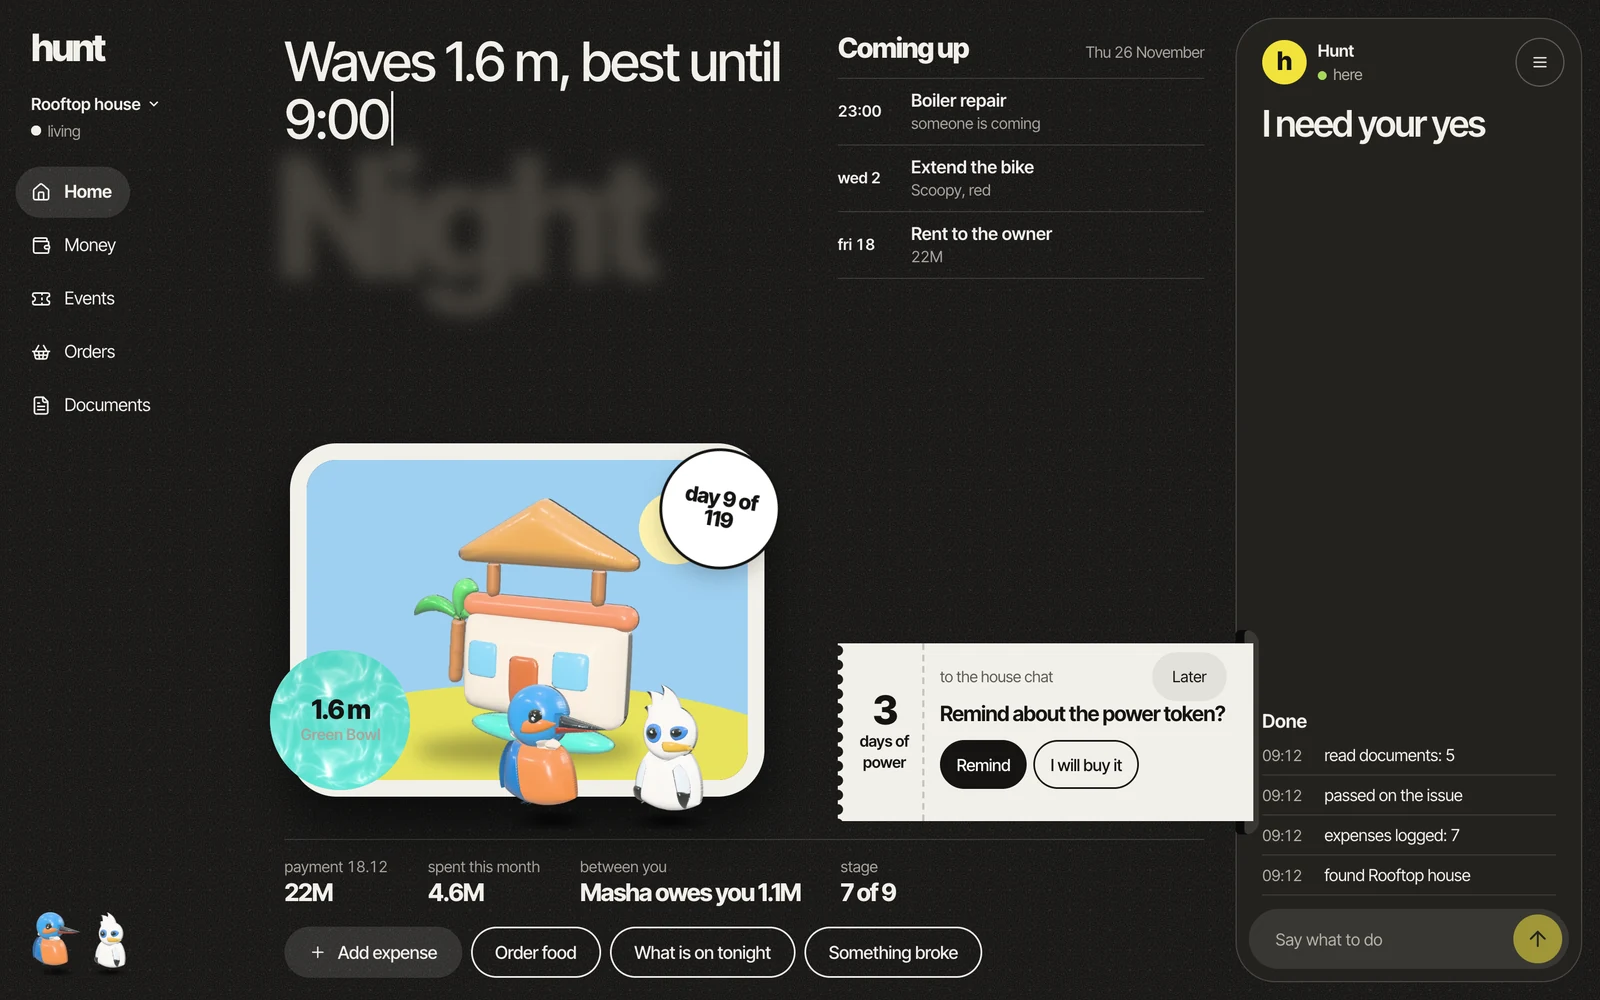 hunt
Rooftop house
living
Home
Money
Events
Orders
Documents
Waves 1.6 m, best until
9:00
Night
day 9 of
119
1.6 m
Green Bowl
payment 18.12
22M
spent this month
4.6M
between you
Masha owes you 1.1M
stage
7 of 9
+ Add expense
Order food
What is on tonight
Something broke
Coming up
Thu 26 November
23:00
Boiler repair
someone is coming
wed 2
Extend the bike
Scoopy, red
fri 18
Rent to the owner
22M
3
days of
power
to the house chat
Later
Remind about the power token?
Remind
I will buy it
h
Hunt
here
I need your yes
Done
09:12 read documents: 5
09:12 passed on the issue
09:12 expenses logged: 7
09:12 found Rooftop house
Say what to do